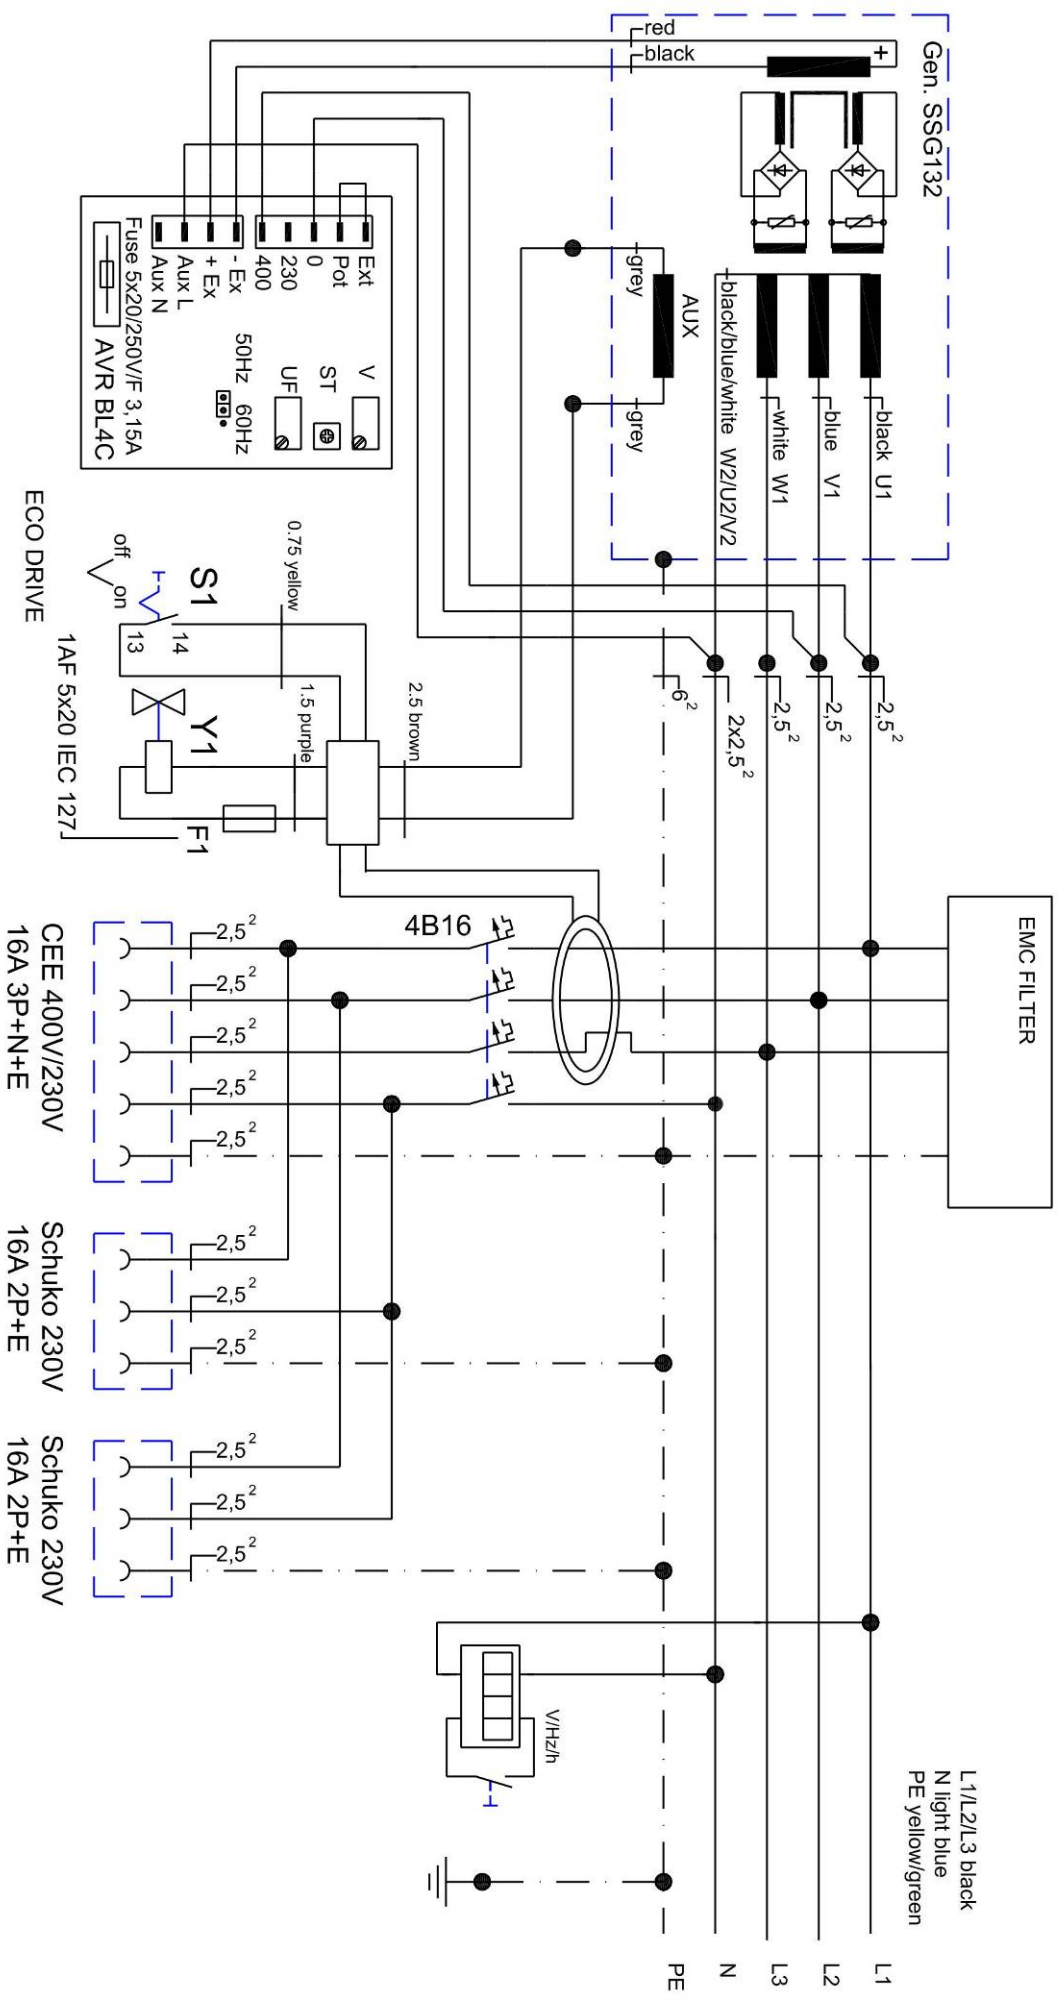 Gen. SSG132
red
black
+
AUX
grey
grey
black/blue/white W2/U2/V2
white W1
blue V1
black U1
Ext
Pot
0
230
400
- Ex
+ Ex
Aux L
Aux N
V
ST
UF
50Hz 60Hz
Fuse 5x20/250V/F 3,15A
AVR BL4C
ECO DRIVE
off
on
S1
13
14
0.75 yellow
1.5 purple
2.5 brown
Y1
F1
1AF 5x20 IEC 127
6²
2x2,5²
2,5²
2,5²
2,5²
EMC FILTER
4B16
2,5²
2,5²
2,5²
2,5²
2,5²
CEE 400V/230V
16A 3P+N+E
2,5²
2,5²
2,5²
Schuko 230V
16A 2P+E
2,5²
2,5²
2,5²
Schuko 230V
16A 2P+E
V/Hz/h
L1/L2/L3 black
N light blue
PE yellow/green
L1
L2
L3
N
PE